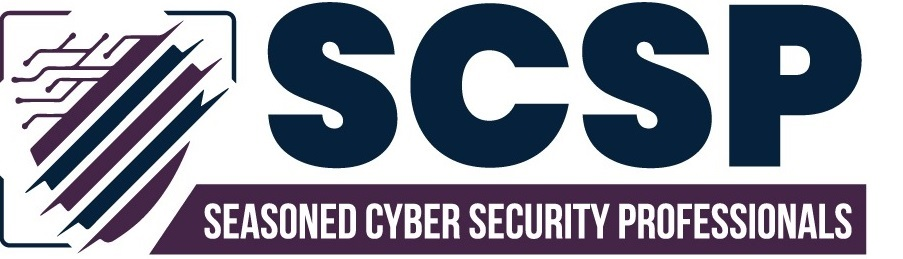 SCSP
SEASONED CYBER SECURITY PROFESSIONALS